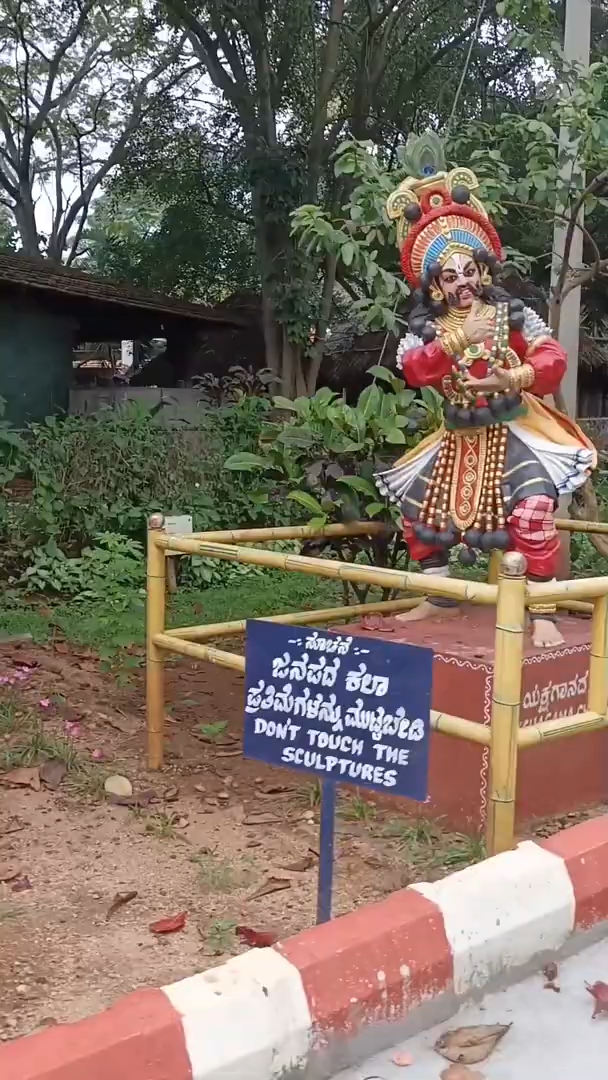 -: ಸೂಚನೆ :-
ಜನಪದ ಕಲಾ
ಪ್ರತಿಮೆಗಳನ್ನು ಮುಟ್ಟಬೇಡಿ
DON'T TOUCH THE
SCULPTURES
ಯಕ್ಷಗಾನದ